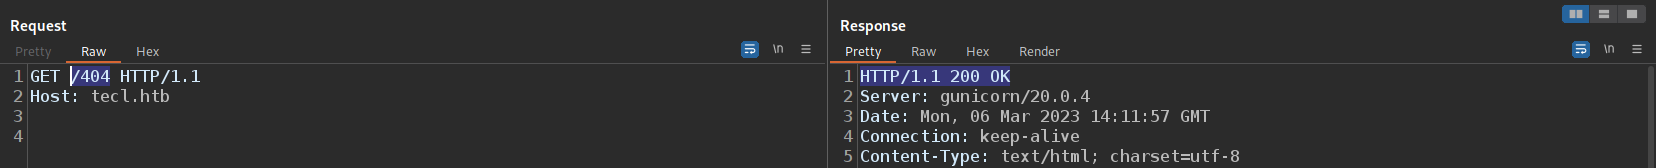 Request
Pretty Raw Hex \n
1 GET /404 HTTP/1.1
2 Host: tecl.htb
3
4
Response
Pretty Raw Hex Render \n
1 HTTP/1.1 200 OK
2 Server: gunicorn/20.0.4
3 Date: Mon, 06 Mar 2023 14:11:57 GMT
4 Connection: keep-alive
5 Content-Type: text/html; charset=utf-8